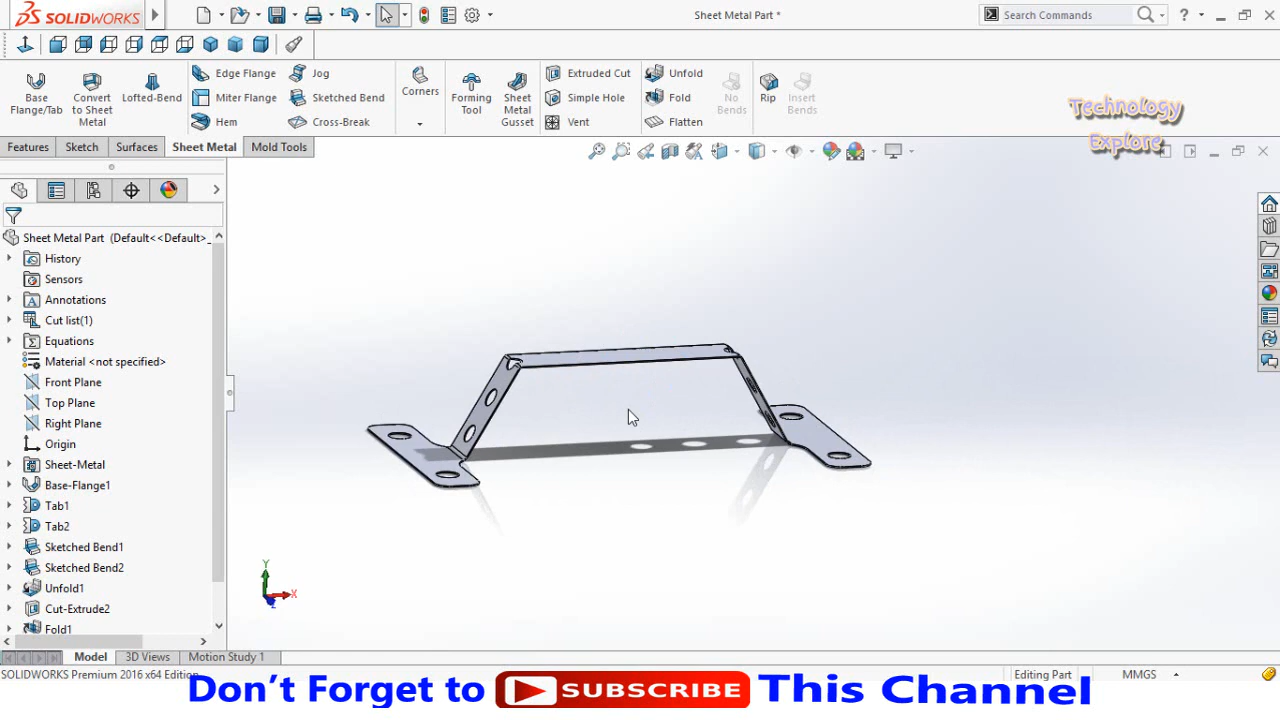 SOLIDWORKS
Sheet Metal Part *
Search Commands
Base Flange/Tab
Convert to Sheet Metal
Lofted-Bend
Edge Flange
Miter Flange
Hem
Jog
Sketched Bend
Cross-Break
Corners
Forming Tool
Sheet Metal Gusset
Extruded Cut
Simple Hole
Vent
Unfold
Fold
Flatten
No Bends
Rip
Insert Bends
Technology
Explore
Features
Sketch
Surfaces
Sheet Metal
Mold Tools
Sheet Metal Part (Default<<Default>_
History
Sensors
Annotations
Cut list(1)
Equations
Material <not specified>
Front Plane
Top Plane
Right Plane
Origin
Sheet-Metal
Base-Flange1
Tab1
Tab2
Sketched Bend1
Sketched Bend2
Unfold1
Cut-Extrude2
Fold1
Y
X
Z
Model
3D Views
Motion Study 1
SOLIDWORKS Premium 2016 x64 Edition
Editing Part
MMGS
Don't Forget to SUBSCRIBE This Channel